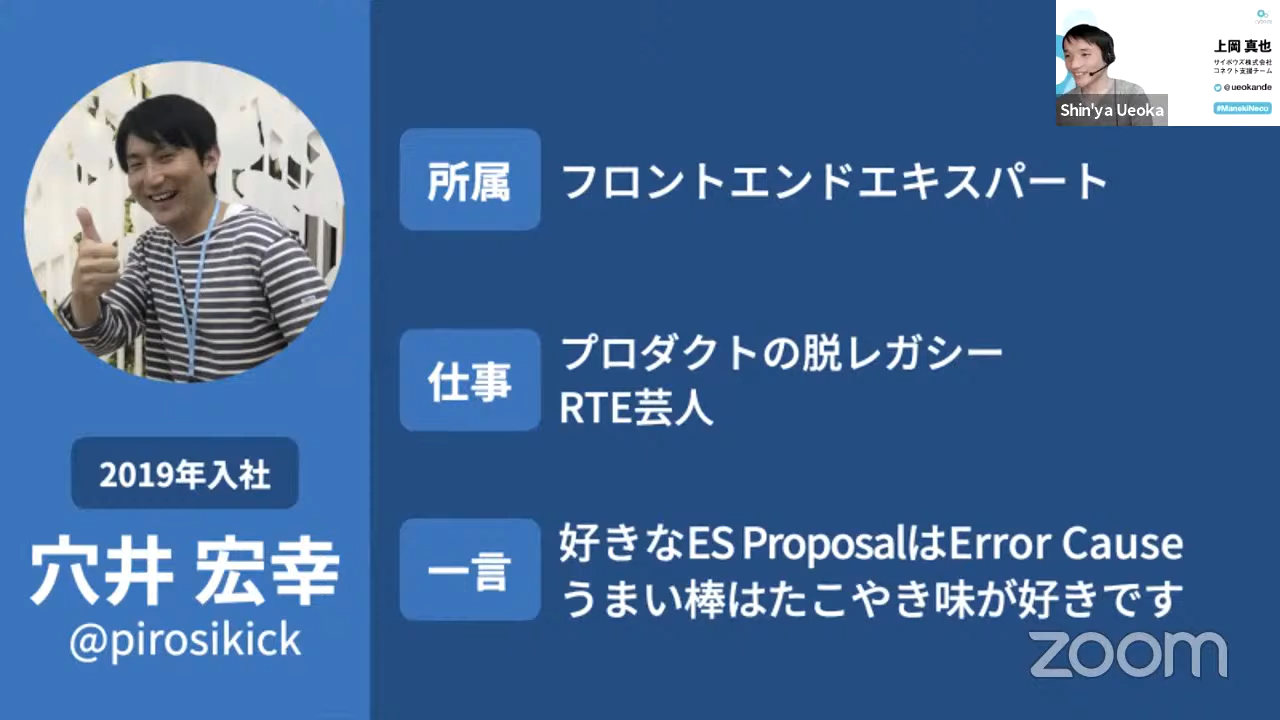 所属
フロントエンドエキスパート
仕事
プロダクトの脱レガシー
RTE芸人
2019年入社
穴井 宏幸
@pirosikick
一言
好きなES ProposalはError Cause
うまい棒はたこやき味が好きです
zoom
上岡 真也
サイボウズ株式会社
コネクト支援チーム
@ueokande
#ManekiNeco
Shin'ya Ueoka